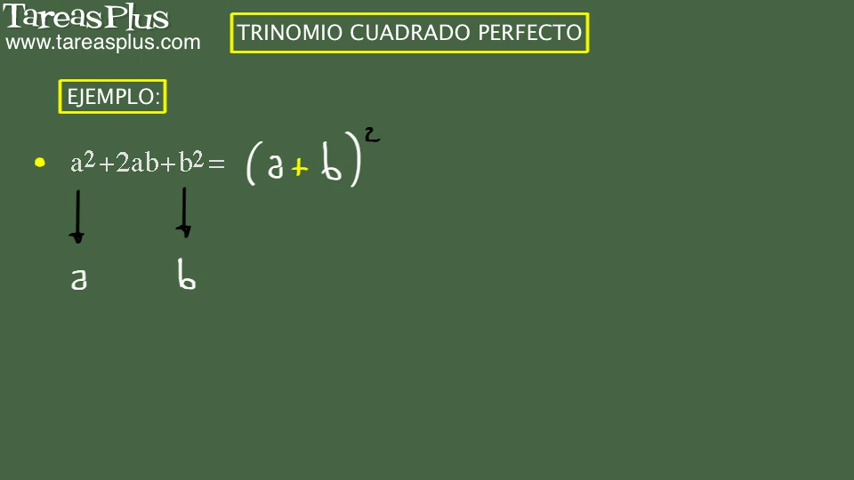 TareasPlus
www.tareasplus.com
TRINOMIO CUADRADO PERFECTO
EJEMPLO:
• a²+2ab+b²= (a+b)²
a b